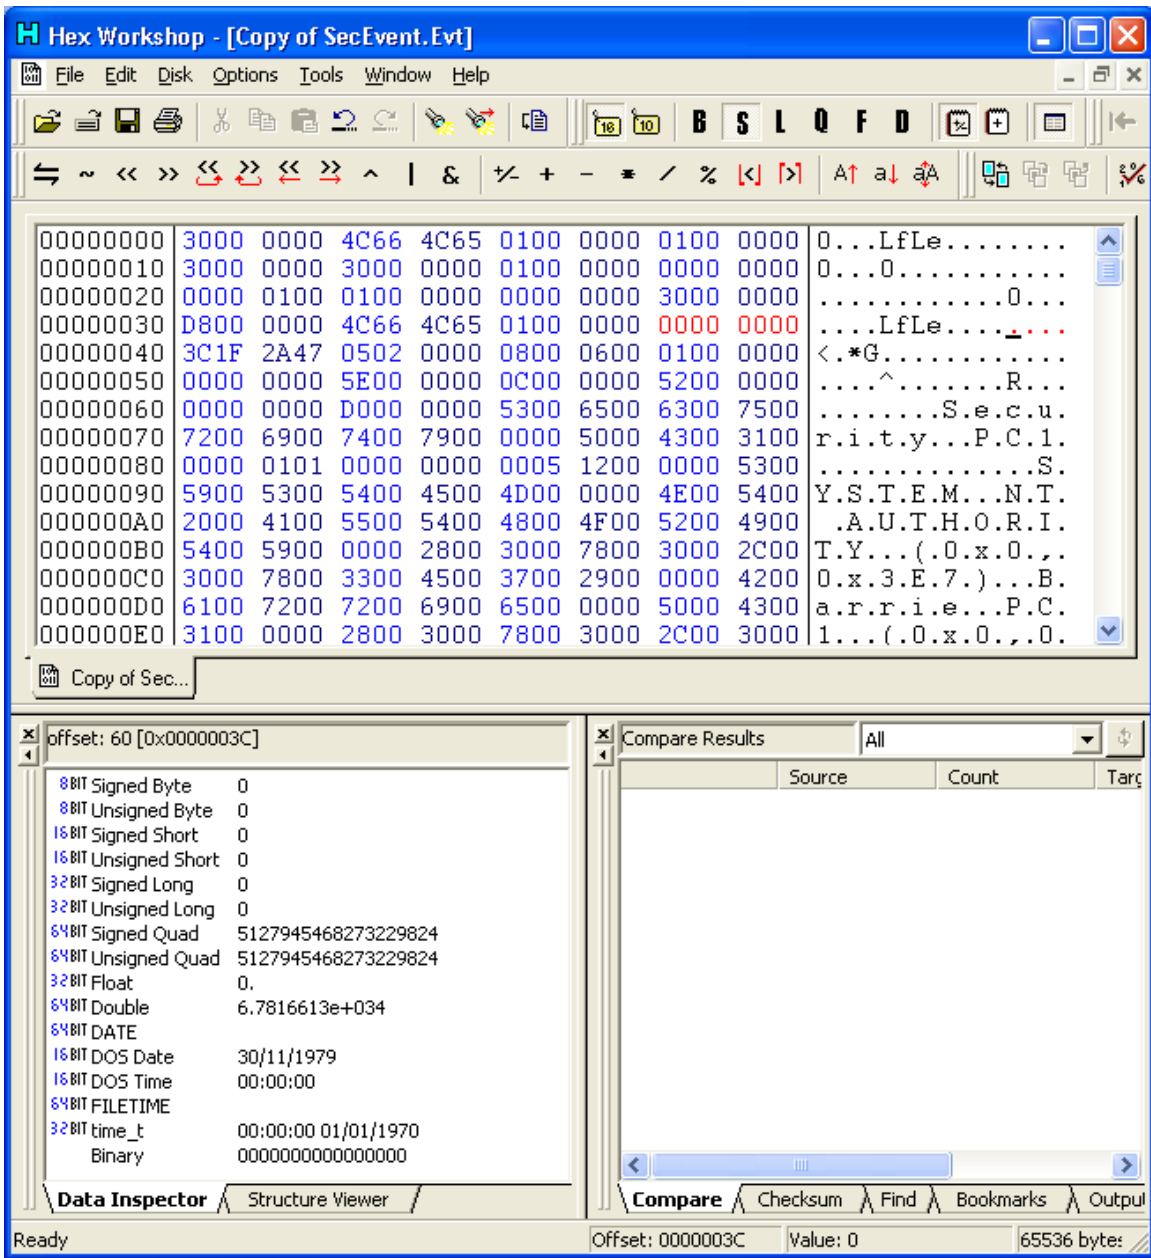 Hex Workshop - [Copy of SecEvent.Evt]
File Edit Disk Options Tools Window Help
16 10 B S L Q F D
~ << >> << >> << >> ^ | & +/- + - * / % [<] [>] A↑ a↓ aA
00000000 3000 0000 4C66 4C65 0100 0000 0100 0000 0...LfLe........
00000010 3000 0000 3000 0000 0100 0000 0000 0000 0...0...........
00000020 0000 0100 0100 0000 0000 0000 3000 0000 ............0...
00000030 D800 0000 4C66 4C65 0100 0000 0000 0000 ....LfLe........
00000040 3C1F 2A47 0502 0000 0800 0600 0100 0000 <.*G............
00000050 0000 0000 5E00 0000 0C00 0000 5200 0000 ....^.......R...
00000060 0000 0000 D000 0000 5300 6500 6300 7500 ........S.e.c.u.
00000070 7200 6900 7400 7900 0000 5000 4300 3100 r.i.t.y...P.C.1.
00000080 0000 0101 0000 0000 0005 1200 0000 5300 ..............S.
00000090 5900 5300 5400 4500 4D00 0000 4E00 5400 Y.S.T.E.M...N.T.
000000A0 2000 4100 5500 5400 4800 4F00 5200 4900  .A.U.T.H.O.R.I.
000000B0 5400 5900 0000 2800 3000 7800 3000 2C00 T.Y...(.0.x.0.,.
000000C0 3000 7800 3300 4500 3700 2900 0000 4200 0.x.3.E.7.)...B.
000000D0 6100 7200 7200 6900 6500 0000 5000 4300 a.r.r.i.e...P.C.
000000E0 3100 0000 2800 3000 7800 3000 2C00 3000 1...(.0.x.0.,.0.
Copy of Sec...
offset: 60 [0x0000003C]
8BIT Signed Byte 0
8BIT Unsigned Byte 0
16BIT Signed Short 0
16BIT Unsigned Short 0
32BIT Signed Long 0
32BIT Unsigned Long 0
64BIT Signed Quad 5127945468273229824
64BIT Unsigned Quad 5127945468273229824
32BIT Float 0.
64BIT Double 6.7816613e+034
64BIT DATE
16BIT DOS Date 30/11/1979
16BIT DOS Time 00:00:00
64BIT FILETIME
32BIT time_t 00:00:00 01/01/1970
Binary 0000000000000000
Data Inspector Structure Viewer
Compare Results All
Source Count Targ
Compare Checksum Find Bookmarks Output
Ready
Offset: 0000003C Value: 0 65536 bytes